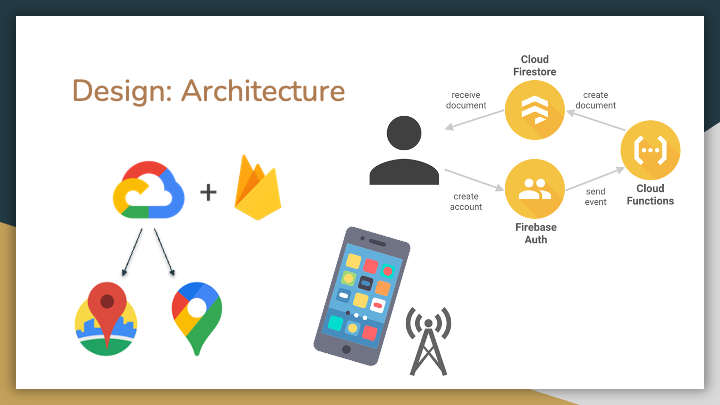 Design: Architecture
+
Cloud
Firestore
receive
document
create
document
Cloud
Functions
create
account
send
event
Firebase
Auth